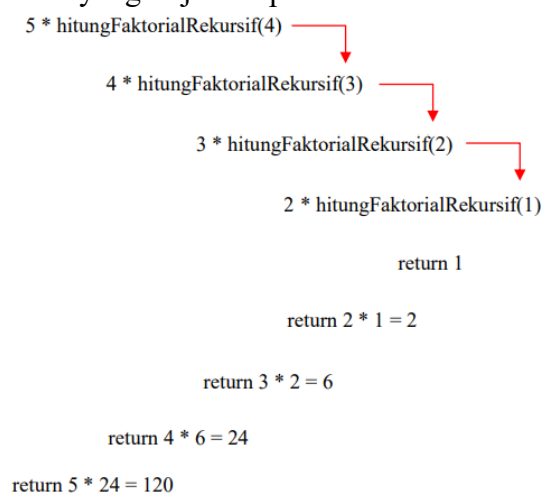 5 * hitungFaktorialRekursif(4)
4 * hitungFaktorialRekursif(3)
3 * hitungFaktorialRekursif(2)
2 * hitungFaktorialRekursif(1)
return 1
return 2 * 1 = 2
return 3 * 2 = 6
return 4 * 6 = 24
return 5 * 24 = 120